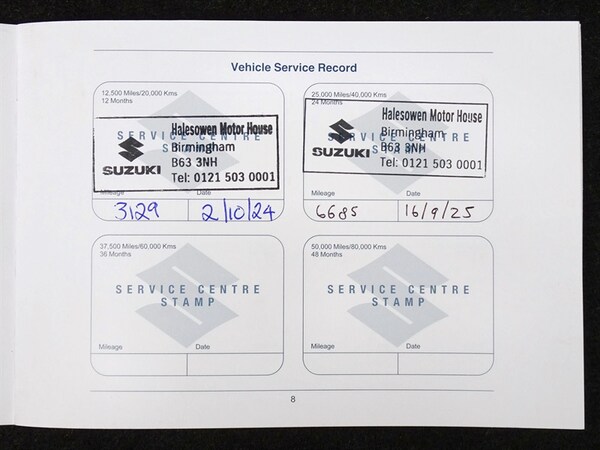 Vehicle Service Record
12,500 Miles/20,000 Kms
12 Months
SERVICE CENTRE
STAMP
SUZUKI
Halesowen Motor House
Birmingham
B63 3NH
Tel: 0121 503 0001
Mileage
Date
3129
2/10/24
25,000 Miles/40,000 Kms
24 Months
SERVICE CENTRE
STAMP
SUZUKI
Halesowen Motor House
Birmingham
B63 3NH
Tel: 0121 503 0001
Mileage
Date
6685
16/9/25
37,500 Miles/60,000 Kms
36 Months
SERVICE CENTRE
STAMP
Mileage
Date
50,000 Miles/80,000 Kms
48 Months
SERVICE CENTRE
STAMP
Mileage
Date
8